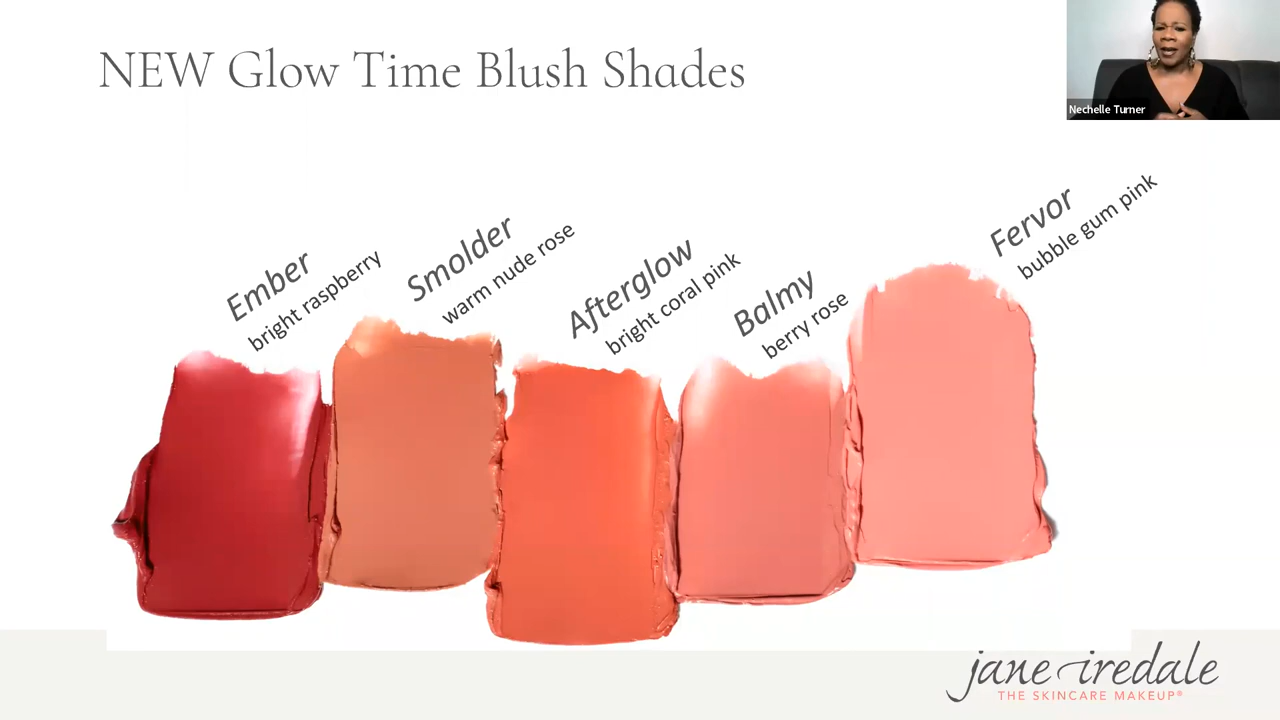 NEW Glow Time Blush Shades
Nechelle Turner
Ember
bright raspberry
Smolder
warm nude rose
Afterglow
bright coral pink
Balmy
berry rose
Fervor
bubble gum pink
jane iredale
THE SKINCARE MAKEUP®